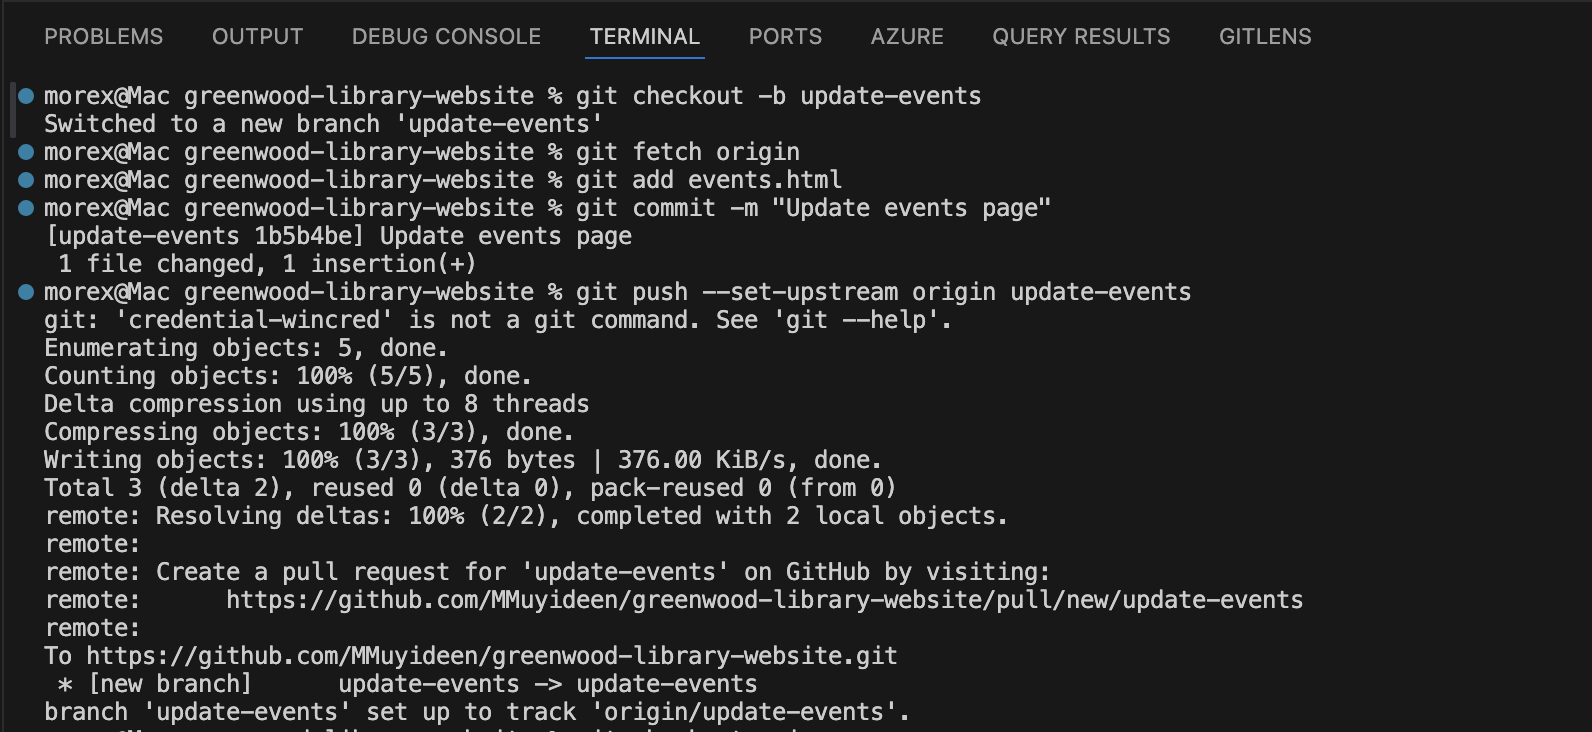 PROBLEMS OUTPUT DEBUG CONSOLE TERMINAL PORTS AZURE QUERY RESULTS GITLENS
morex@Mac greenwood-library-website % git checkout -b update-events
Switched to a new branch 'update-events'
morex@Mac greenwood-library-website % git fetch origin
morex@Mac greenwood-library-website % git add events.html
morex@Mac greenwood-library-website % git commit -m "Update events page"
[update-events 1b5b4be] Update events page
 1 file changed, 1 insertion(+)
morex@Mac greenwood-library-website % git push --set-upstream origin update-events
git: 'credential-wincred' is not a git command. See 'git --help'.
Enumerating objects: 5, done.
Counting objects: 100% (5/5), done.
Delta compression using up to 8 threads
Compressing objects: 100% (3/3), done.
Writing objects: 100% (3/3), 376 bytes | 376.00 KiB/s, done.
Total 3 (delta 2), reused 0 (delta 0), pack-reused 0 (from 0)
remote: Resolving deltas: 100% (2/2), completed with 2 local objects.
remote:
remote: Create a pull request for 'update-events' on GitHub by visiting:
remote:      https://github.com/MMuyideen/greenwood-library-website/pull/new/update-events
remote:
To https://github.com/MMuyideen/greenwood-library-website.git
 * [new branch]      update-events -> update-events
branch 'update-events' set up to track 'origin/update-events'.